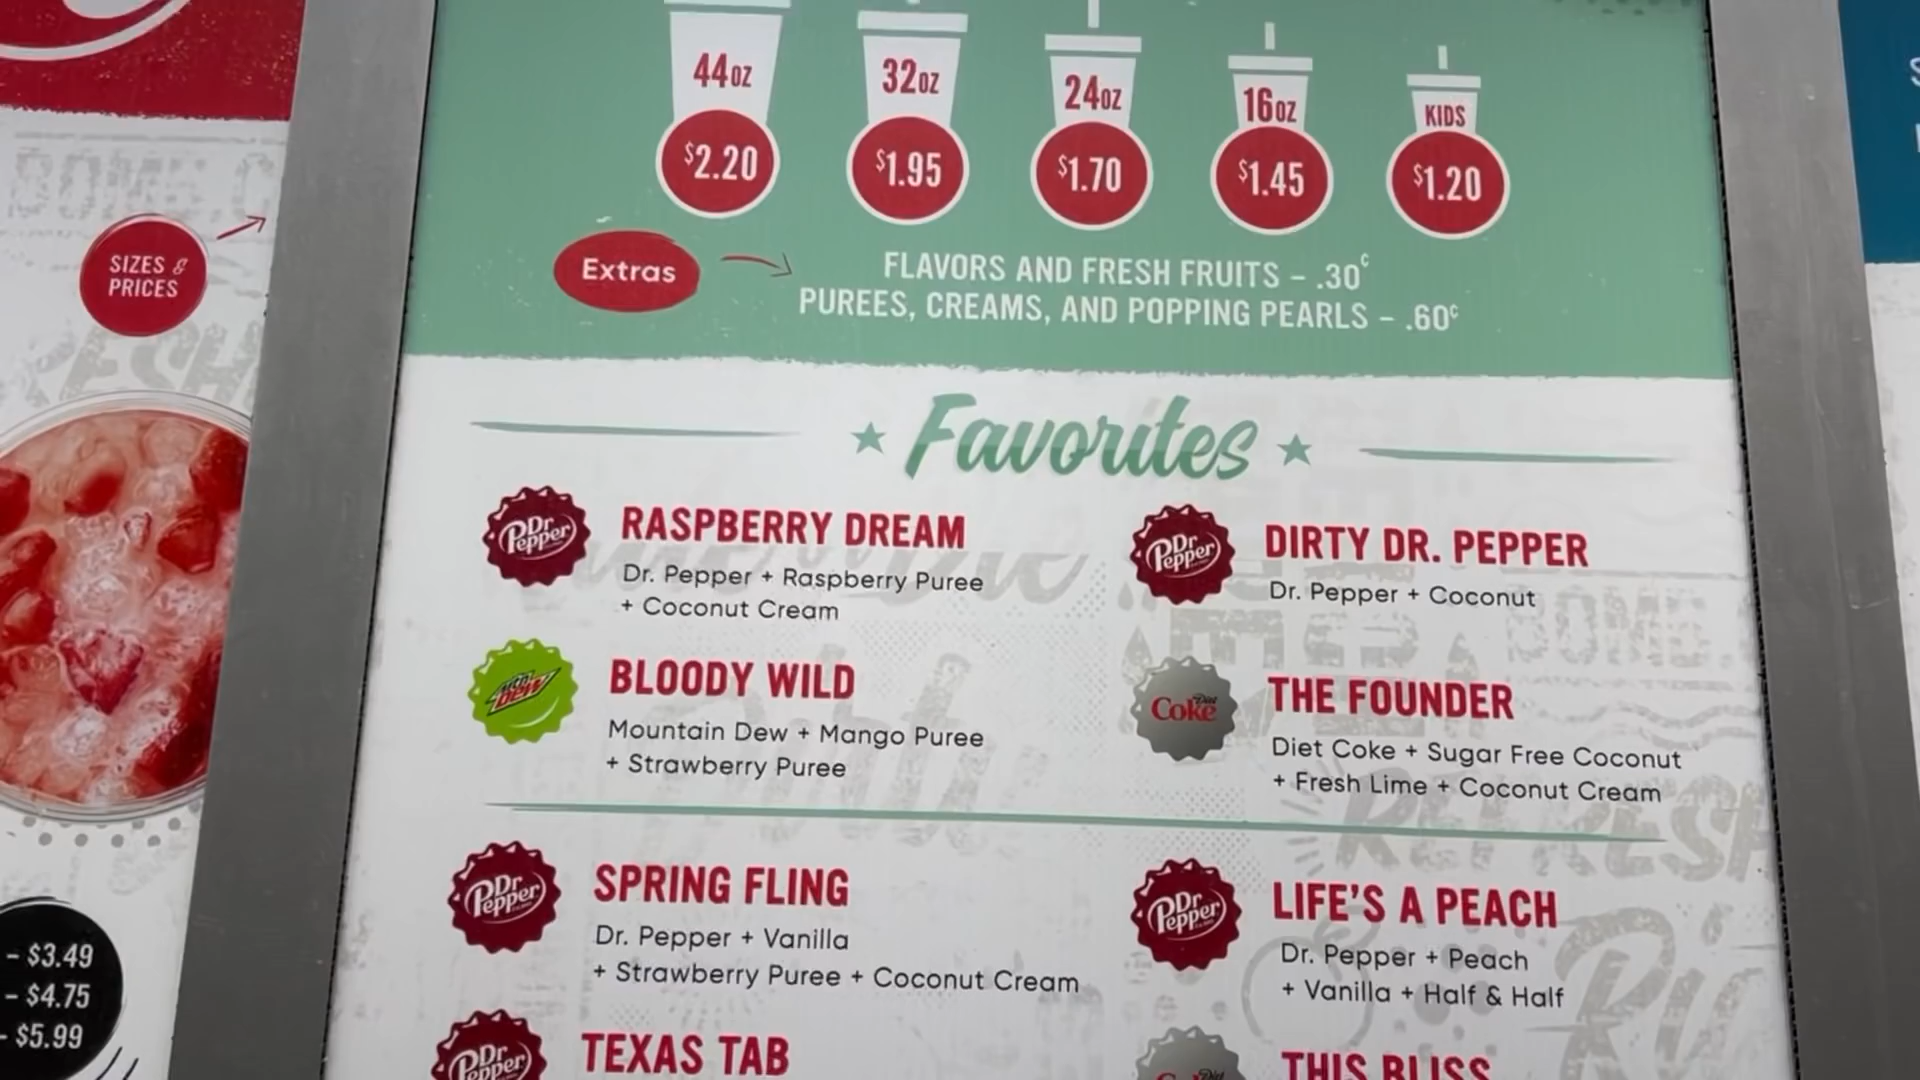 44oz
32oz
24oz
16oz
KIDS
$2.20
$1.95
$1.70
$1.45
$1.20
SIZES &
PRICES
Extras
FLAVORS AND FRESH FRUITS – .30¢
PUREES, CREAMS, AND POPPING PEARLS – .60¢
Favorites
Dr Pepper
RASPBERRY DREAM
Dr. Pepper + Raspberry Puree
+ Coconut Cream
Dr Pepper
DIRTY DR. PEPPER
Dr. Pepper + Coconut
Mtn Dew
BLOODY WILD
Mountain Dew + Mango Puree
+ Strawberry Puree
Diet Coke
THE FOUNDER
Diet Coke + Sugar Free Coconut
+ Fresh Lime + Coconut Cream
Dr Pepper
SPRING FLING
Dr. Pepper + Vanilla
+ Strawberry Puree + Coconut Cream
Dr Pepper
LIFE'S A PEACH
Dr. Pepper + Peach
+ Vanilla + Half & Half
– $3.49
– $4.75
– $5.99
Dr Pepper
TEXAS TAB
THIS BLISS